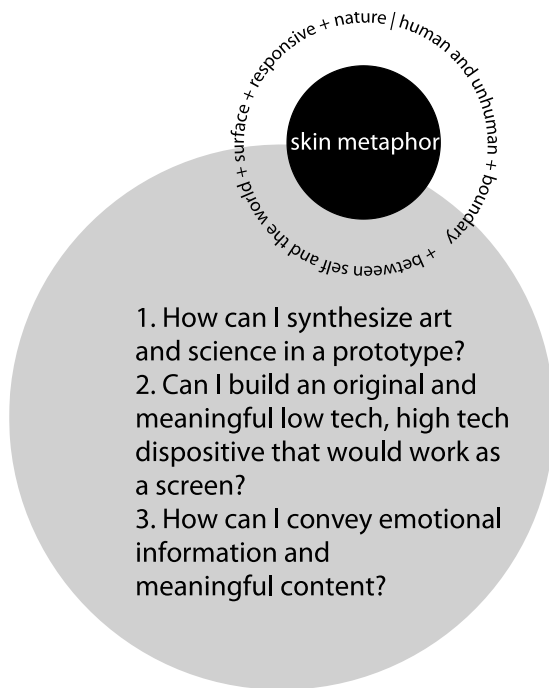 + between self and the world + surface + responsive + nature | human and unhuman + boundary
skin metaphor
1. How can I synthesize art
and science in a prototype?
2. Can I build an original and
meaningful low tech, high tech
dispositive that would work as
a screen?
3. How can I convey emotional
information and
meaningful content?